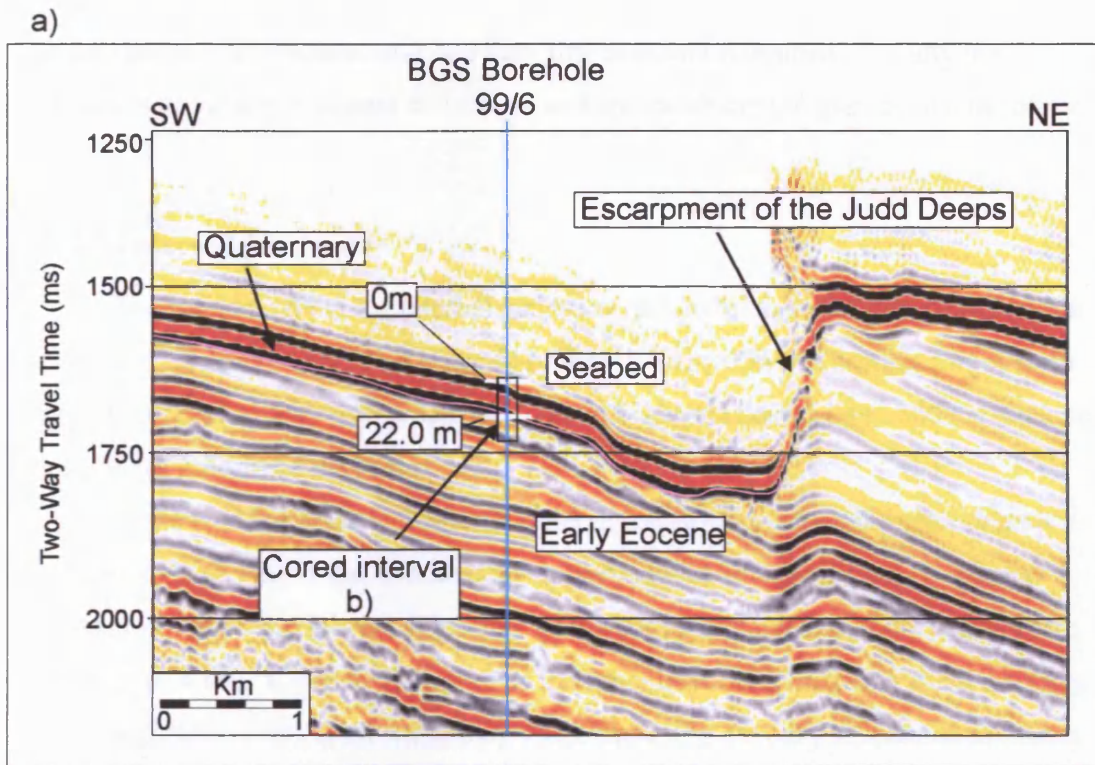 a)
BGS Borehole
99/6
SW
NE
1250
Escarpment of the Judd Deeps
Quaternary
0m
1500
Seabed
22.0 m
1750
Early Eocene
Cored interval
b)
2000
Two-Way Travel Time (ms)
Km
0 1